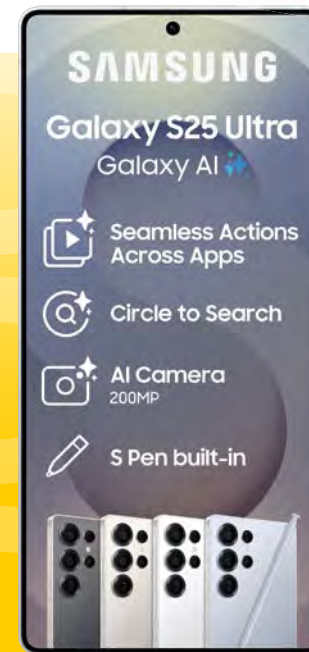 SAMSUNG
Galaxy S25 Ultra
Galaxy AI
Seamless Actions
Across Apps
Circle to Search
AI Camera
200MP
S Pen built-in